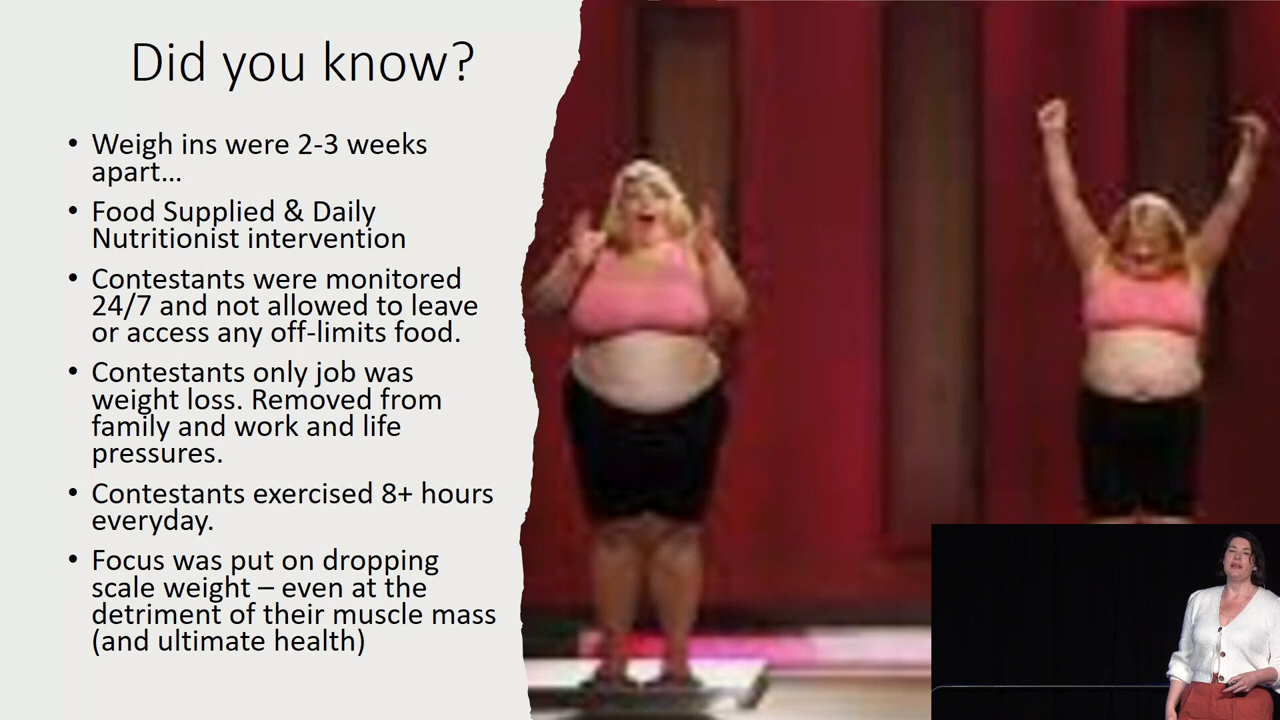 Did you know?
• Weigh ins were 2-3 weeks
apart...
• Food Supplied & Daily
Nutritionist intervention
• Contestants were monitored
24/7 and not allowed to leave
or access any off-limits food.
• Contestants only job was
weight loss. Removed from
family and work and life
pressures.
• Contestants exercised 8+ hours
everyday.
• Focus was put on dropping
scale weight – even at the
detriment of their muscle mass
(and ultimate health)